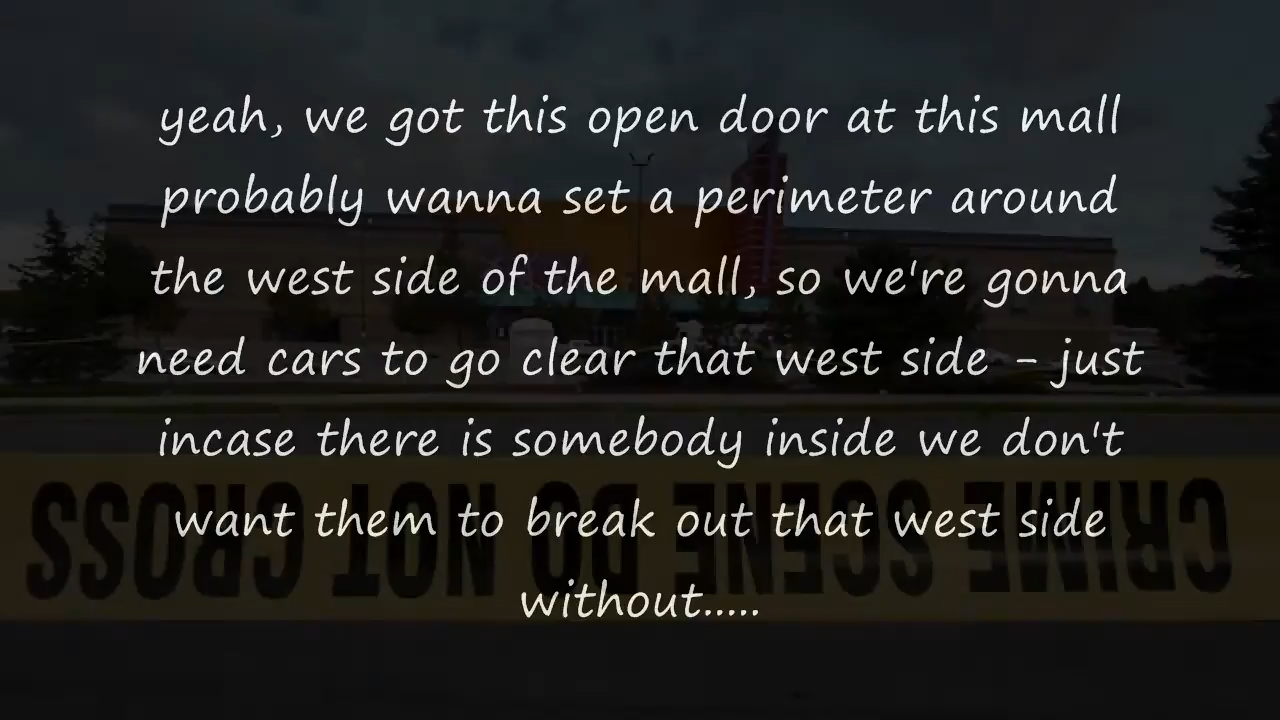 yeah, we got this open door at this mall
probably wanna set a perimeter around
the west side of the mall, so we're gonna
need cars to go clear that west side - just
incase there is somebody inside we don't
want them to break out that west side
without.....
CRIME SCENE DO NOT CROSS